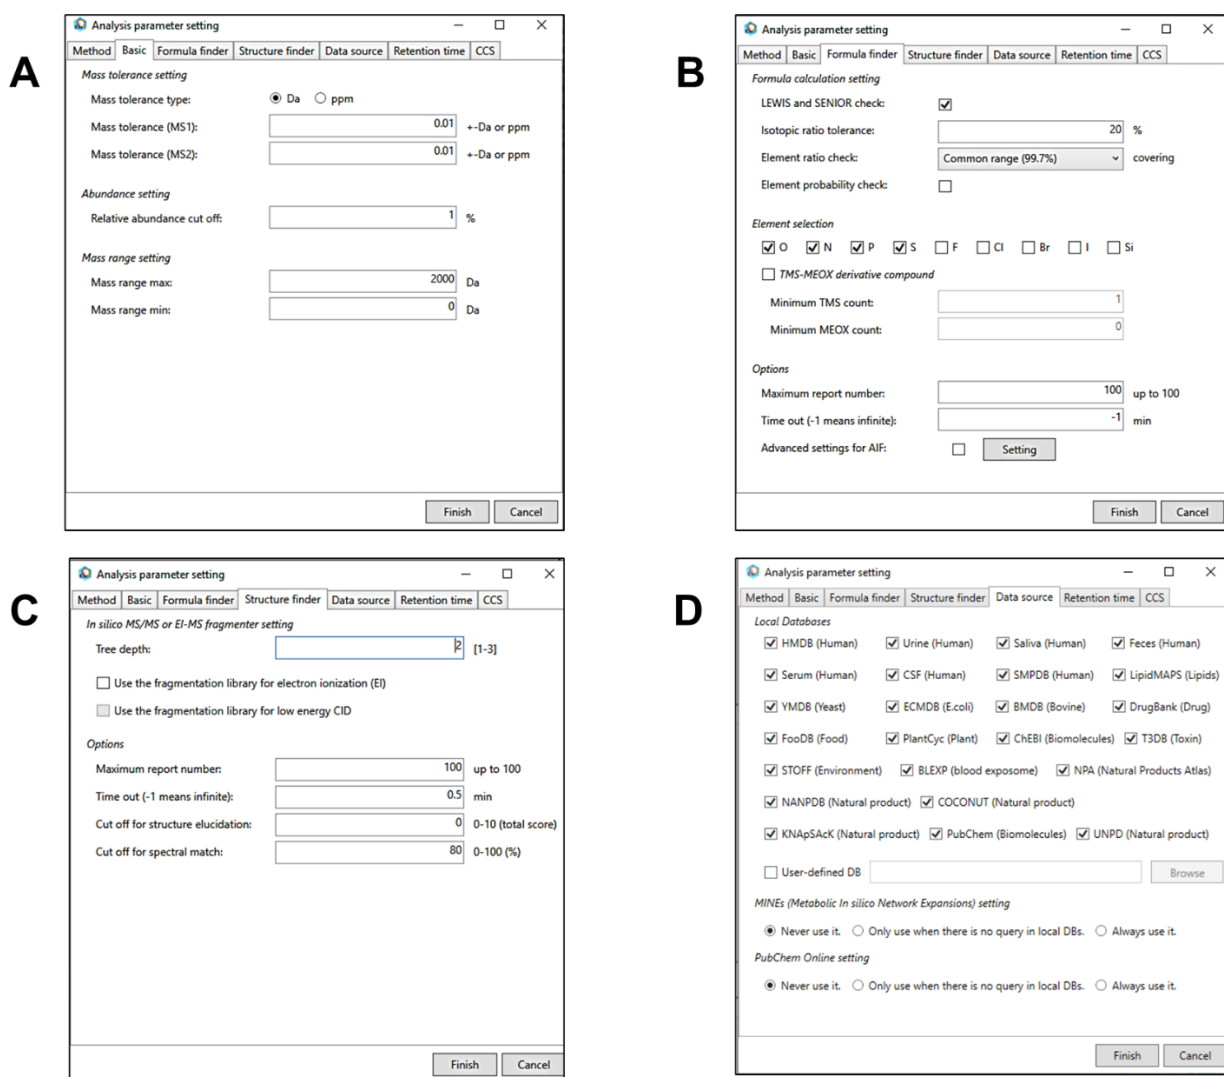 A
Analysis parameter setting
Method Basic Formula finder Structure finder Data source Retention time CCS
Mass tolerance setting
Mass tolerance type: Da ppm
Mass tolerance (MS1): 0.01 +-Da or ppm
Mass tolerance (MS2): 0.01 +-Da or ppm
Abundance setting
Relative abundance cut off: 1 %
Mass range setting
Mass range max: 2000 Da
Mass range min: 0 Da
Finish Cancel
B
Analysis parameter setting
Method Basic Formula finder Structure finder Data source Retention time CCS
Formula calculation setting
LEWIS and SENIOR check:
Isotopic ratio tolerance: 20 %
Element ratio check: Common range (99.7%) covering
Element probability check:
Element selection
O N P S F Cl Br I Si
TMS-MEOX derivative compound
Minimum TMS count: 1
Minimum MEOX count: 0
Options
Maximum report number: 100 up to 100
Time out (-1 means infinite): -1 min
Advanced settings for AIF: Setting
Finish Cancel
C
Analysis parameter setting
Method Basic Formula finder Structure finder Data source Retention time CCS
In silico MS/MS or EI-MS fragmenter setting
Tree depth: 2 [1-3]
Use the fragmentation library for electron ionization (EI)
Use the fragmentation library for low energy CID
Options
Maximum report number: 100 up to 100
Time out (-1 means infinite): 0.5 min
Cut off for structure elucidation: 0 0-10 (total score)
Cut off for spectral match: 80 0-100 (%)
Finish Cancel
D
Analysis parameter setting
Method Basic Formula finder Structure finder Data source Retention time CCS
Local Databases
HMDB (Human) Urine (Human) Saliva (Human) Feces (Human)
Serum (Human) CSF (Human) SMPDB (Human) LipidMAPS (Lipids)
YMDB (Yeast) ECMDB (E.coli) BMDB (Bovine) DrugBank (Drug)
FooDB (Food) PlantCyc (Plant) ChEBI (Biomolecules) T3DB (Toxin)
STOFF (Environment) BLEXP (blood exposome) NPA (Natural Products Atlas)
NANPDB (Natural product) COCONUT (Natural product)
KNApSAcK (Natural product) PubChem (Biomolecules) UNPD (Natural product)
User-defined DB Browse
MINEs (Metabolic In silico Network Expansions) setting
Never use it. Only use when there is no query in local DBs. Always use it.
PubChem Online setting
Never use it. Only use when there is no query in local DBs. Always use it.
Finish Cancel